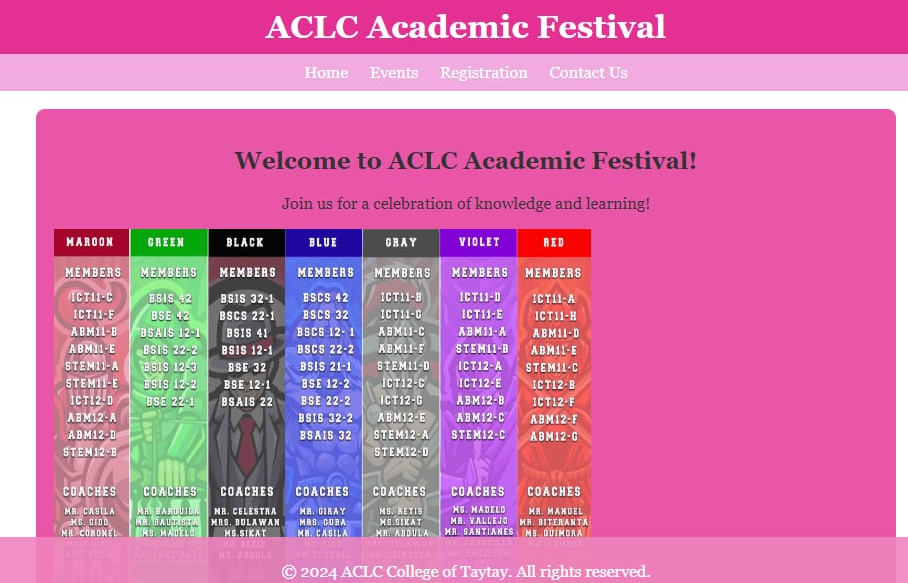 ACLC Academic Festival
Home Events Registration Contact Us
Welcome to ACLC Academic Festival!
Join us for a celebration of knowledge and learning!
MAROON
MEMBERS
ICT11-C
ICT11-F
ABM11-B
ABM11-E
STEM11-A
STEM11-E
ICT12-D
ABM12-A
ABM12-D
STEM12-B
COACHES
MR. CASILA
MS. GIDO
MR. CORONEL
GREEN
MEMBERS
BSIS 42
BSE 42
BSAIS 12-1
BSIS 22-2
BSIS 12-3
BSIS 12-2
BSE 22-1
COACHES
MR. BARQUILA
MR. BAUTISTA
MS. MADELO
BLACK
MEMBERS
BSIS 32-1
BSCS 22-1
BSIS 41
BSIS 12-1
BSE 32
BSE 12-1
BSAIS 22
COACHES
MR. CELESTRA
MRS. BULAWAN
MS.SIKAT
MS. REYIS
BLUE
MEMBERS
BSCS 42
BSCS 32
BSCS 12- 1
BSCS 22-2
BSIS 21-1
BSE 12-2
BSE 22-2
BSIS 32-2
BSAIS 32
COACHES
MR. GIRAY
MRS. GUBA
MR. CASILA
GRAY
MEMBERS
ICT11-B
ICT11-G
ABM11-C
ABM11-F
STEM11-D
ICT12-C
ICT12-G
ABM12-E
STEM12-A
STEM12-D
COACHES
MS. REYIS
MS.SIKAT
MR. ABDULA
VIOLET
MEMBERS
ICT11-D
ICT11-E
ABM11-A
STEM11-B
ICT12-A
ICT12-E
ABM12-B
ABM12-C
STEM12-C
COACHES
MS. MADELO
MR. VALLEJO
MR. SANTIANES
RED
MEMBERS
ICT11-A
ICT11-H
ABM11-D
ABM11-E
STEM11-C
ICT12-B
ICT12-F
ABM12-F
ABM12-G
COACHES
MR. MANUEL
MR. BITERANTA
MS. GUIMORA
© 2024 ACLC College of Taytay. All rights reserved.